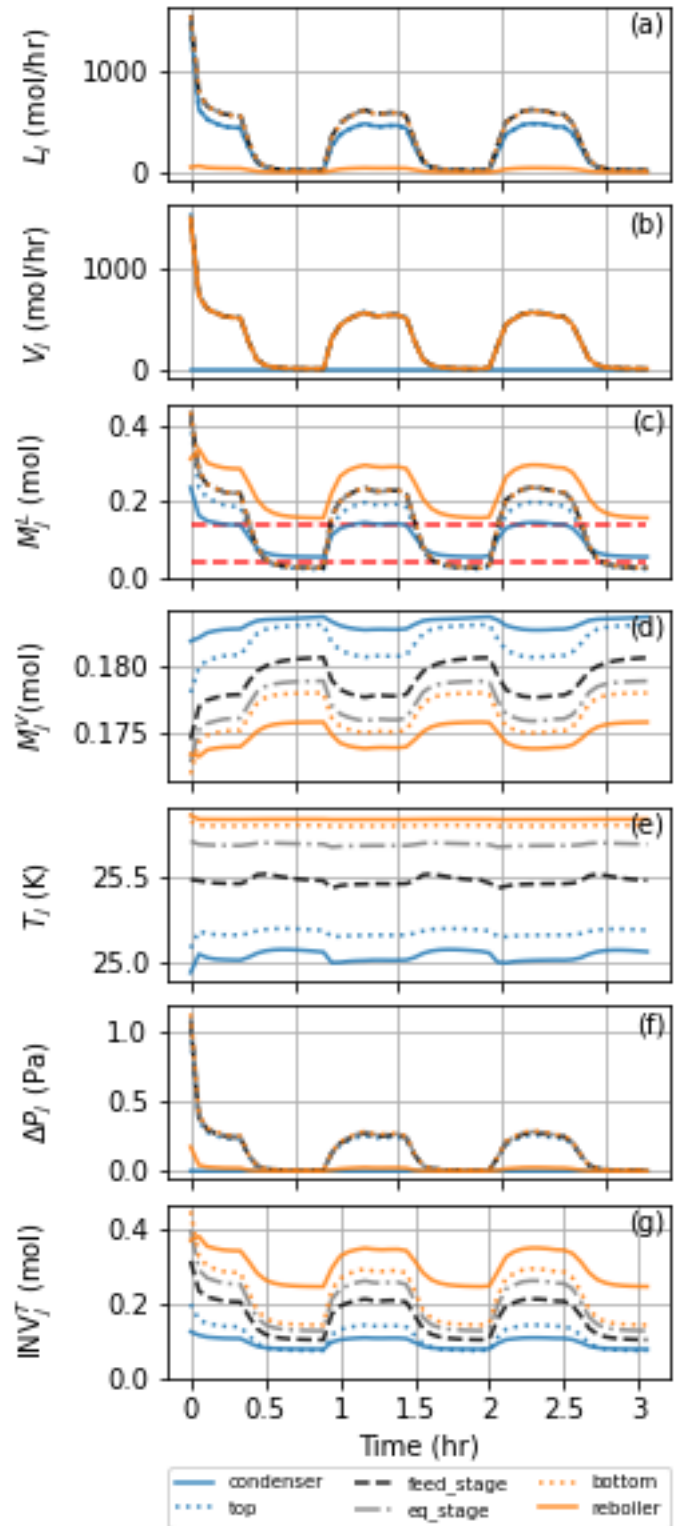 (a)
1000
0
L_J (mol/hr)
(b)
1000
0
V_J (mol/hr)
(c)
0.4
0.2
0.0
M_J^L (mol)
(d)
0.180
0.175
M_J^V (mol)
(e)
25.5
25.0
T_J (K)
(f)
1.0
0.5
0.0
ΔP_J (Pa)
(g)
0.4
0.2
0.0
INV_J^T (mol)
0 0.5 1 1.5 2 2.5 3
Time (hr)
condenser feed_stage bottom
top eq_stage reboiler